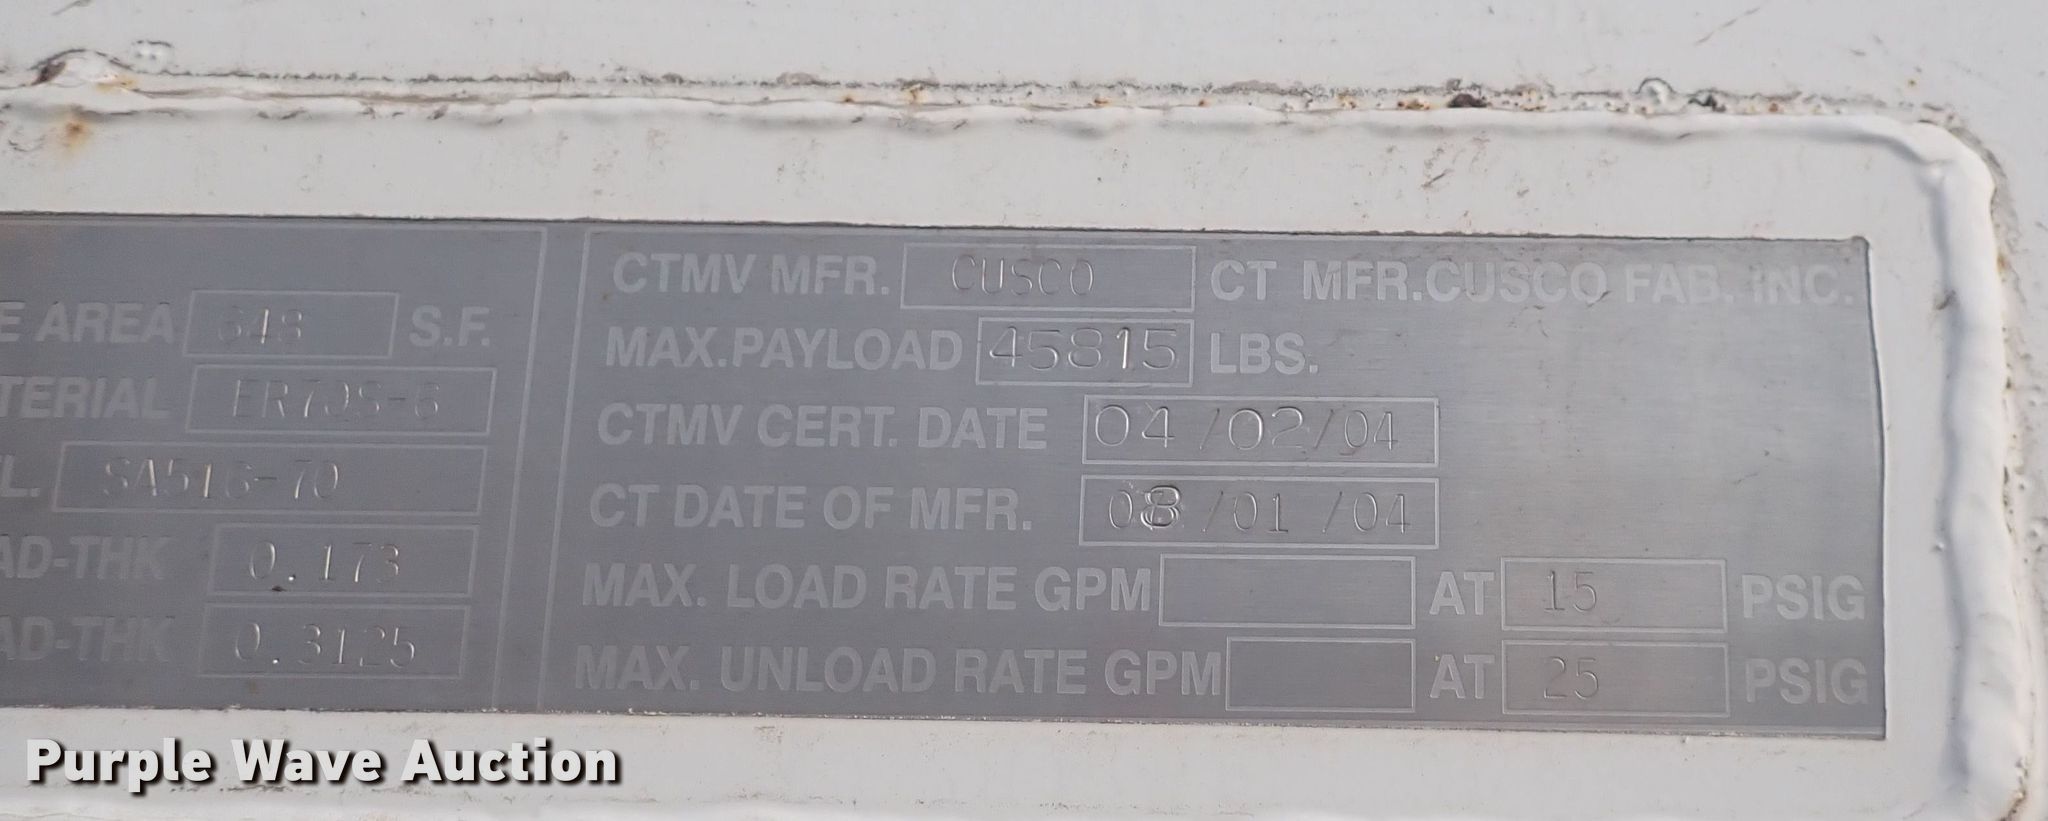 E AREA 648 S.F.
TERIAL ER70S-6
L. SA516-70
AD-THK 0.173
AD-THK 0.3125
CTMV MFR. CUSCO CT MFR.CUSCO FAB. INC.
MAX.PAYLOAD 45815 LBS.
CTMV CERT. DATE 04/02/04
CT DATE OF MFR. 08/01/04
MAX. LOAD RATE GPM AT 15 PSIG
MAX. UNLOAD RATE GPM AT 25 PSIG
Purple Wave Auction